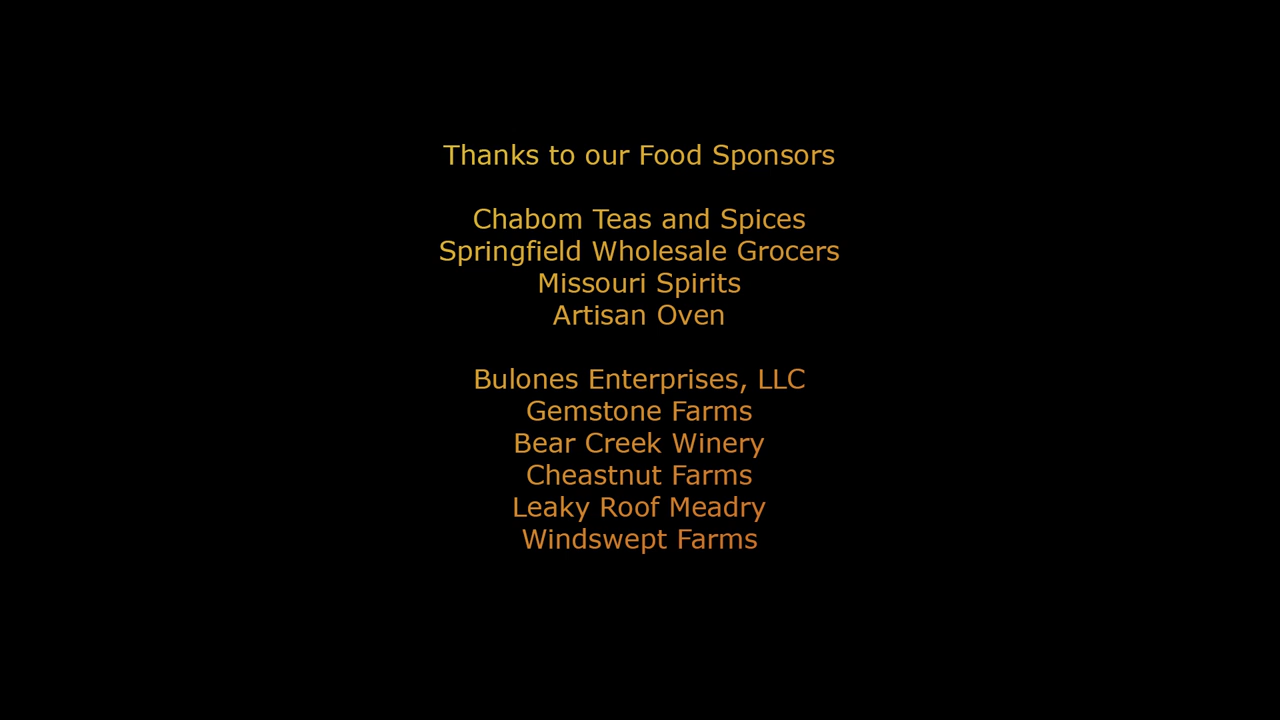 Thanks to our Food Sponsors
Chabom Teas and Spices
Springfield Wholesale Grocers
Missouri Spirits
Artisan Oven
Bulones Enterprises, LLC
Gemstone Farms
Bear Creek Winery
Cheastnut Farms
Leaky Roof Meadry
Windswept Farms